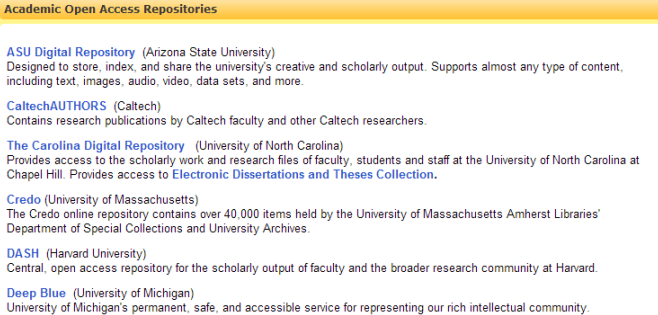 Academic Open Access Repositories
ASU Digital Repository (Arizona State University)
Designed to store, index, and share the university's creative and scholarly output. Supports almost any type of content,
including text, images, audio, video, data sets, and more.
CaltechAUTHORS (Caltech)
Contains research publications by Caltech faculty and other Caltech researchers.
The Carolina Digital Repository (University of North Carolina)
Provides access to the scholarly work and research files of faculty, students and staff at the University of North Carolina at
Chapel Hill. Provides access to Electronic Dissertations and Theses Collection.
Credo (University of Massachusetts)
The Credo online repository contains over 40,000 items held by the University of Massachusetts Amherst Libraries'
Department of Special Collections and University Archives.
DASH (Harvard University)
Central, open access repository for the scholarly output of faculty and the broader research community at Harvard.
Deep Blue (University of Michigan)
University of Michigan's permanent, safe, and accessible service for representing our rich intellectual community.